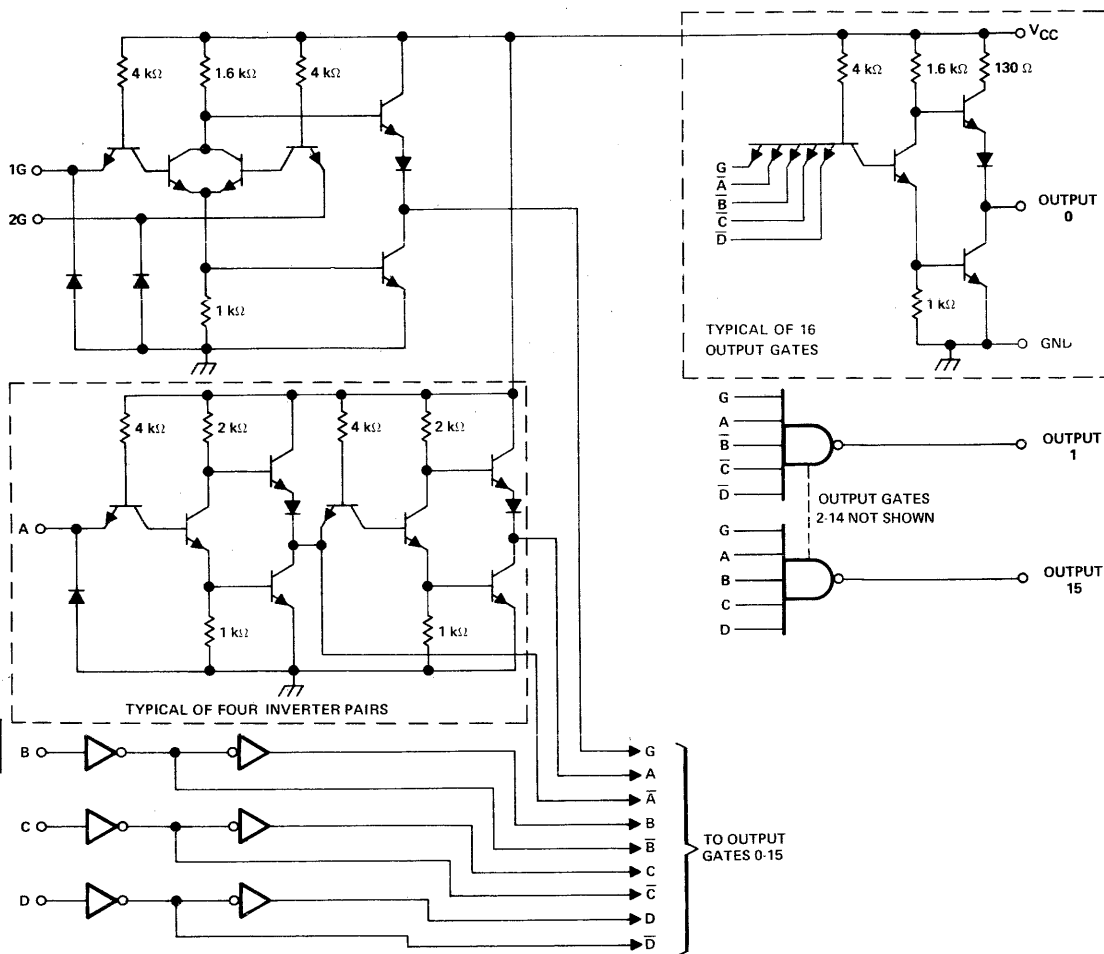 VCC
4 kΩ
1.6 kΩ
4 kΩ
4 kΩ
1.6 kΩ
130 Ω
1G
2G
1 kΩ
G
A̅
B̅
C̅
D̅
OUTPUT
0
1 kΩ
TYPICAL OF 16
OUTPUT GATES
GND
4 kΩ
2 kΩ
4 kΩ
2 kΩ
A
1 kΩ
1 kΩ
TYPICAL OF FOUR INVERTER PAIRS
G
A
B̅
C̅
D̅
OUTPUT
1
OUTPUT GATES
2-14 NOT SHOWN
G
A
B
C
D
OUTPUT
15
B
C
D
G
A
A̅
B
B̅
C
C̅
D
D̅
TO OUTPUT
GATES 0-15